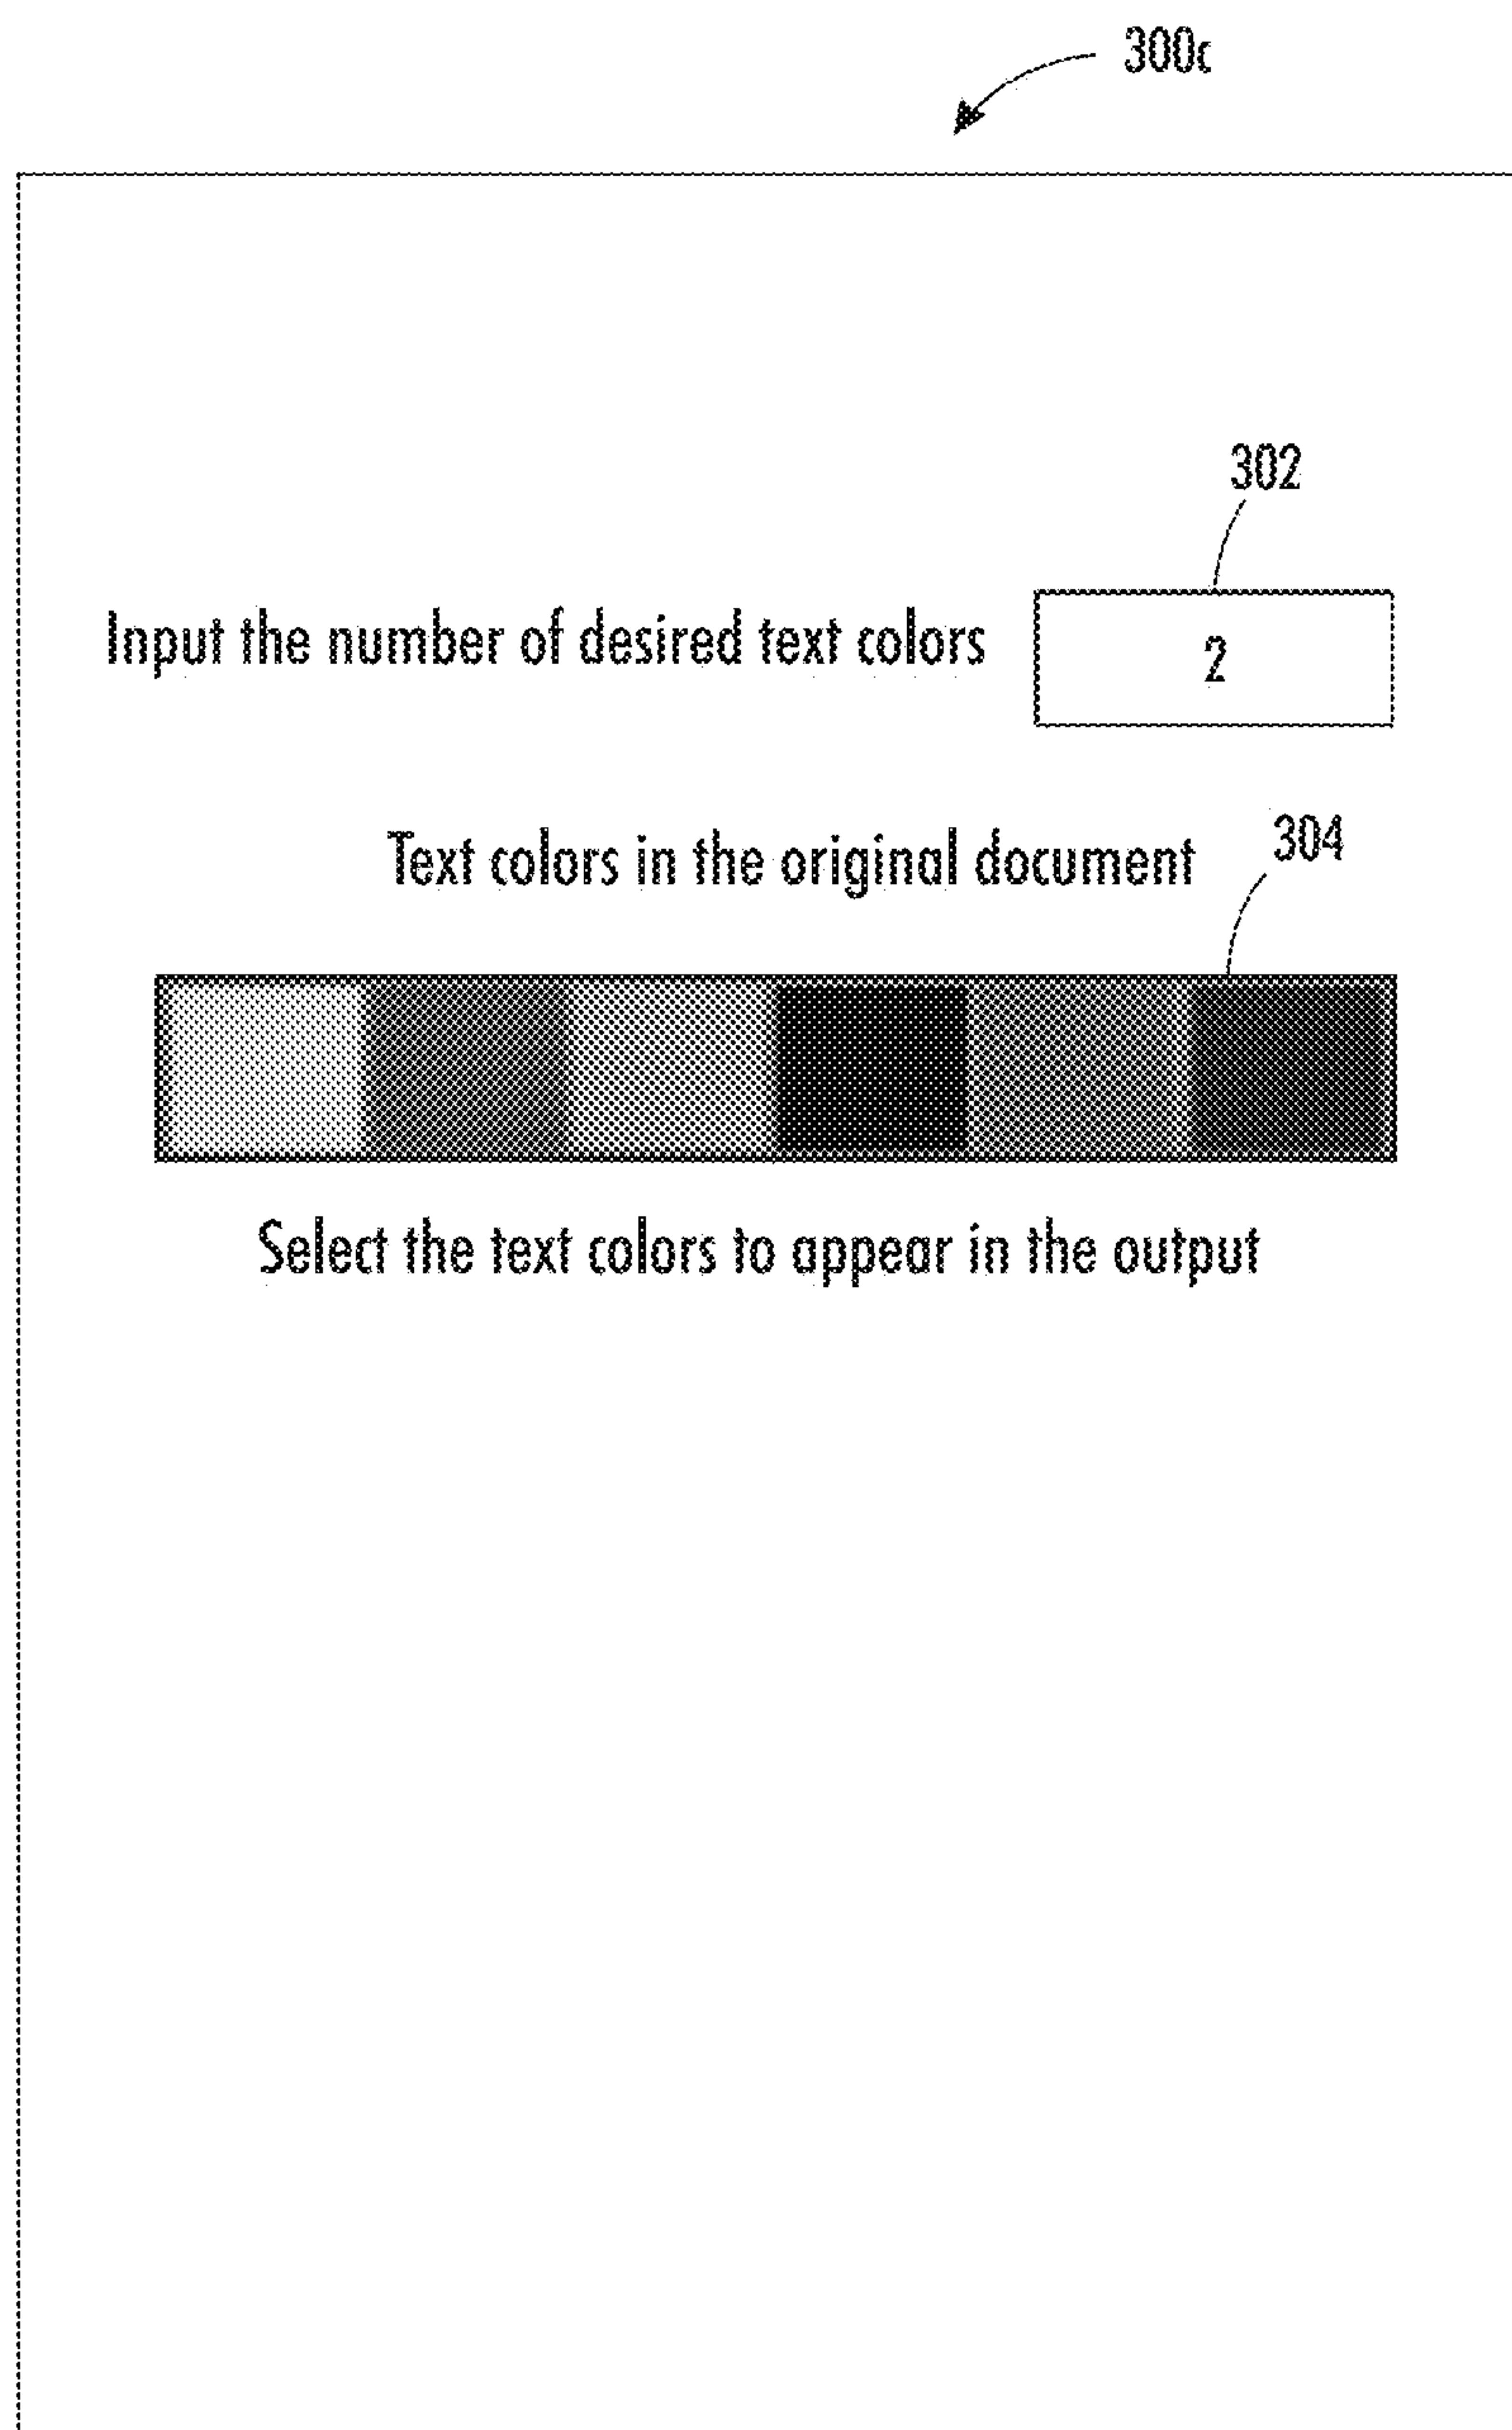 300c
302
Input the number of desired text colors 2
Text colors in the original document 304
Select the text colors to appear in the output